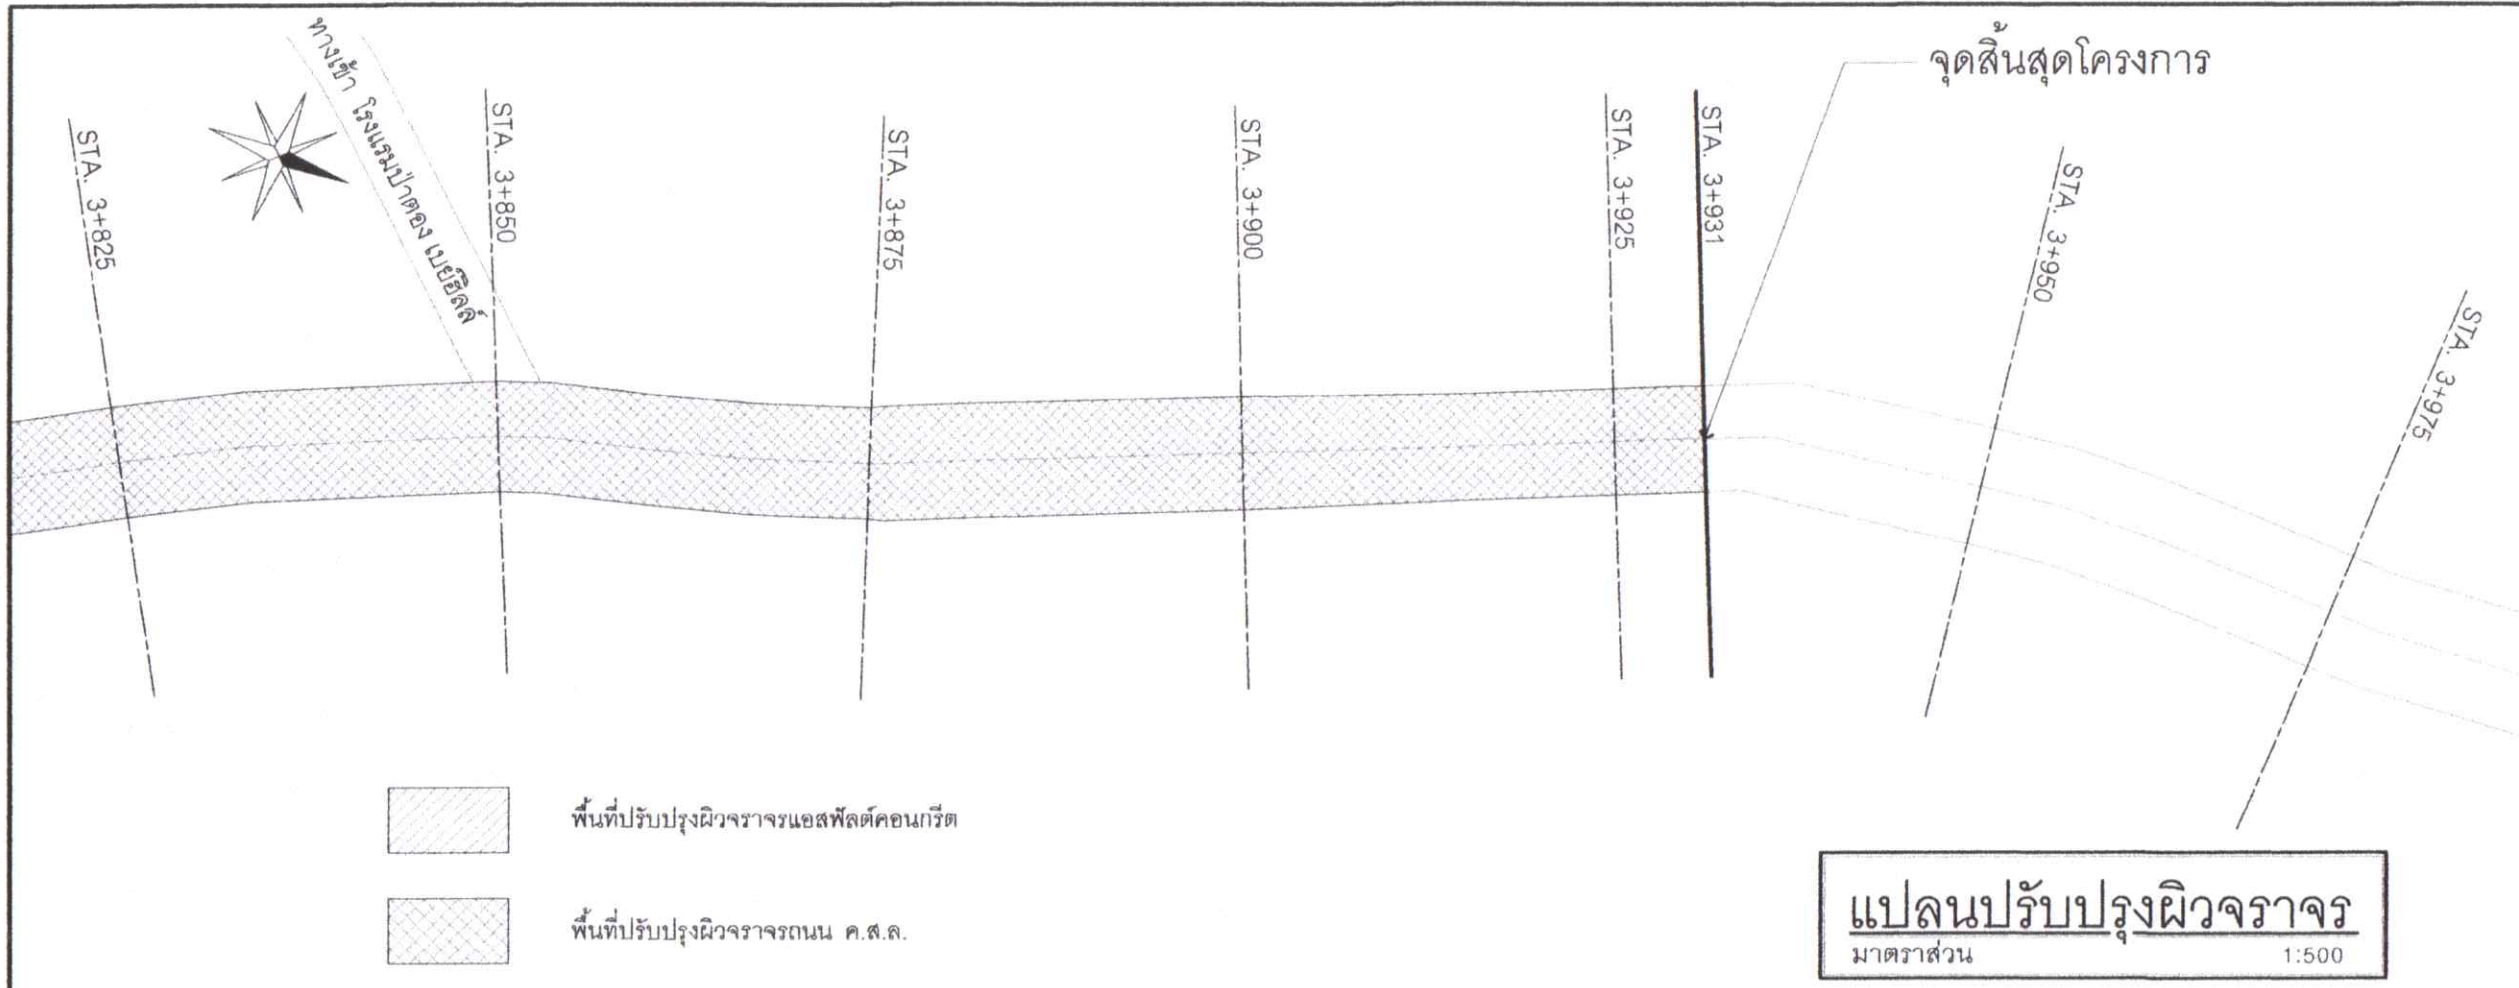 จุดสิ้นสุดโครงการ
ทางเข้า โรงแรมป่าตอง เบย์ฮิลล์
STA. 3+825
STA. 3+850
STA. 3+875
STA. 3+900
STA. 3+925
STA. 3+931
STA. 3+950
STA. 3+975
พื้นที่ปรับปรุงผิวจราจรแอสฟัลต์คอนกรีต
พื้นที่ปรับปรุงผิวจราจรถนน ค.ส.ล.
แปลนปรับปรุงผิวจราจร
มาตราส่วน 1:500